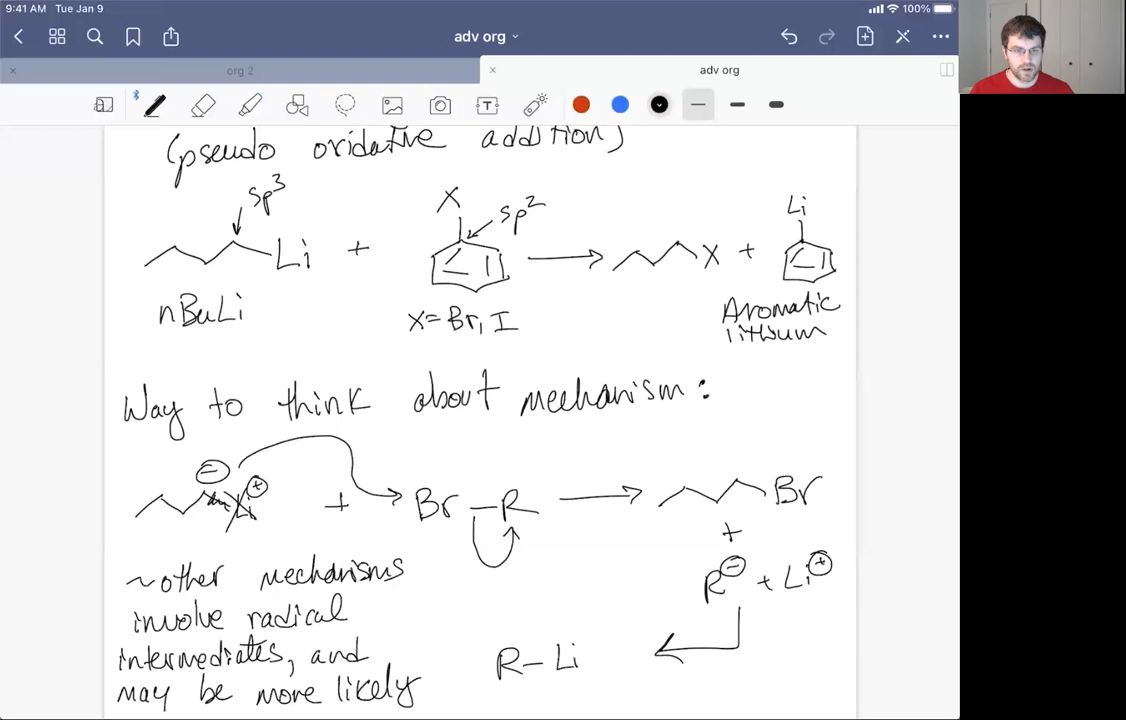 9:41 AM Tue Jan 9
100%
adv org
org 2
adv org
T
(pseudo oxidative addition)
sp3
X
sp2
Li
Li + → X +
nBuLi
X = Br, I
Aromatic
lithium
Way to think about mechanism:
⊖
Li ⊕ + Br — R → Br
+
R ⊖ + Li ⊕
~other mechanisms
involve radical
intermediates, and
may be more likely
R — Li